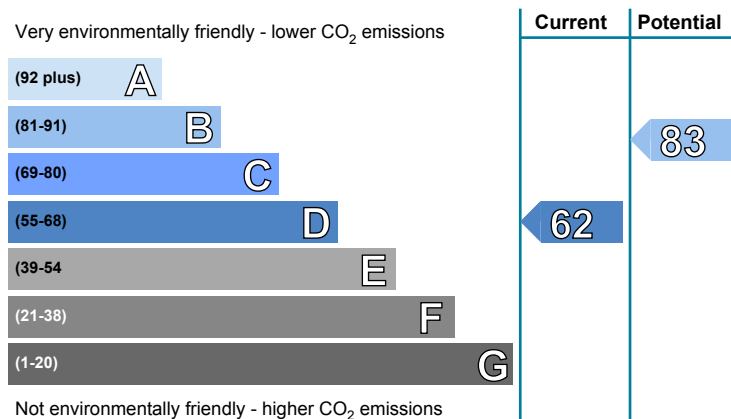 Very environmentally friendly - lower CO2 emissions
Current
Potential
(92 plus) A
(81-91) B
(69-80) C
(55-68) D
(39-54 E
(21-38) F
(1-20) G
62
83
Not environmentally friendly - higher CO2 emissions